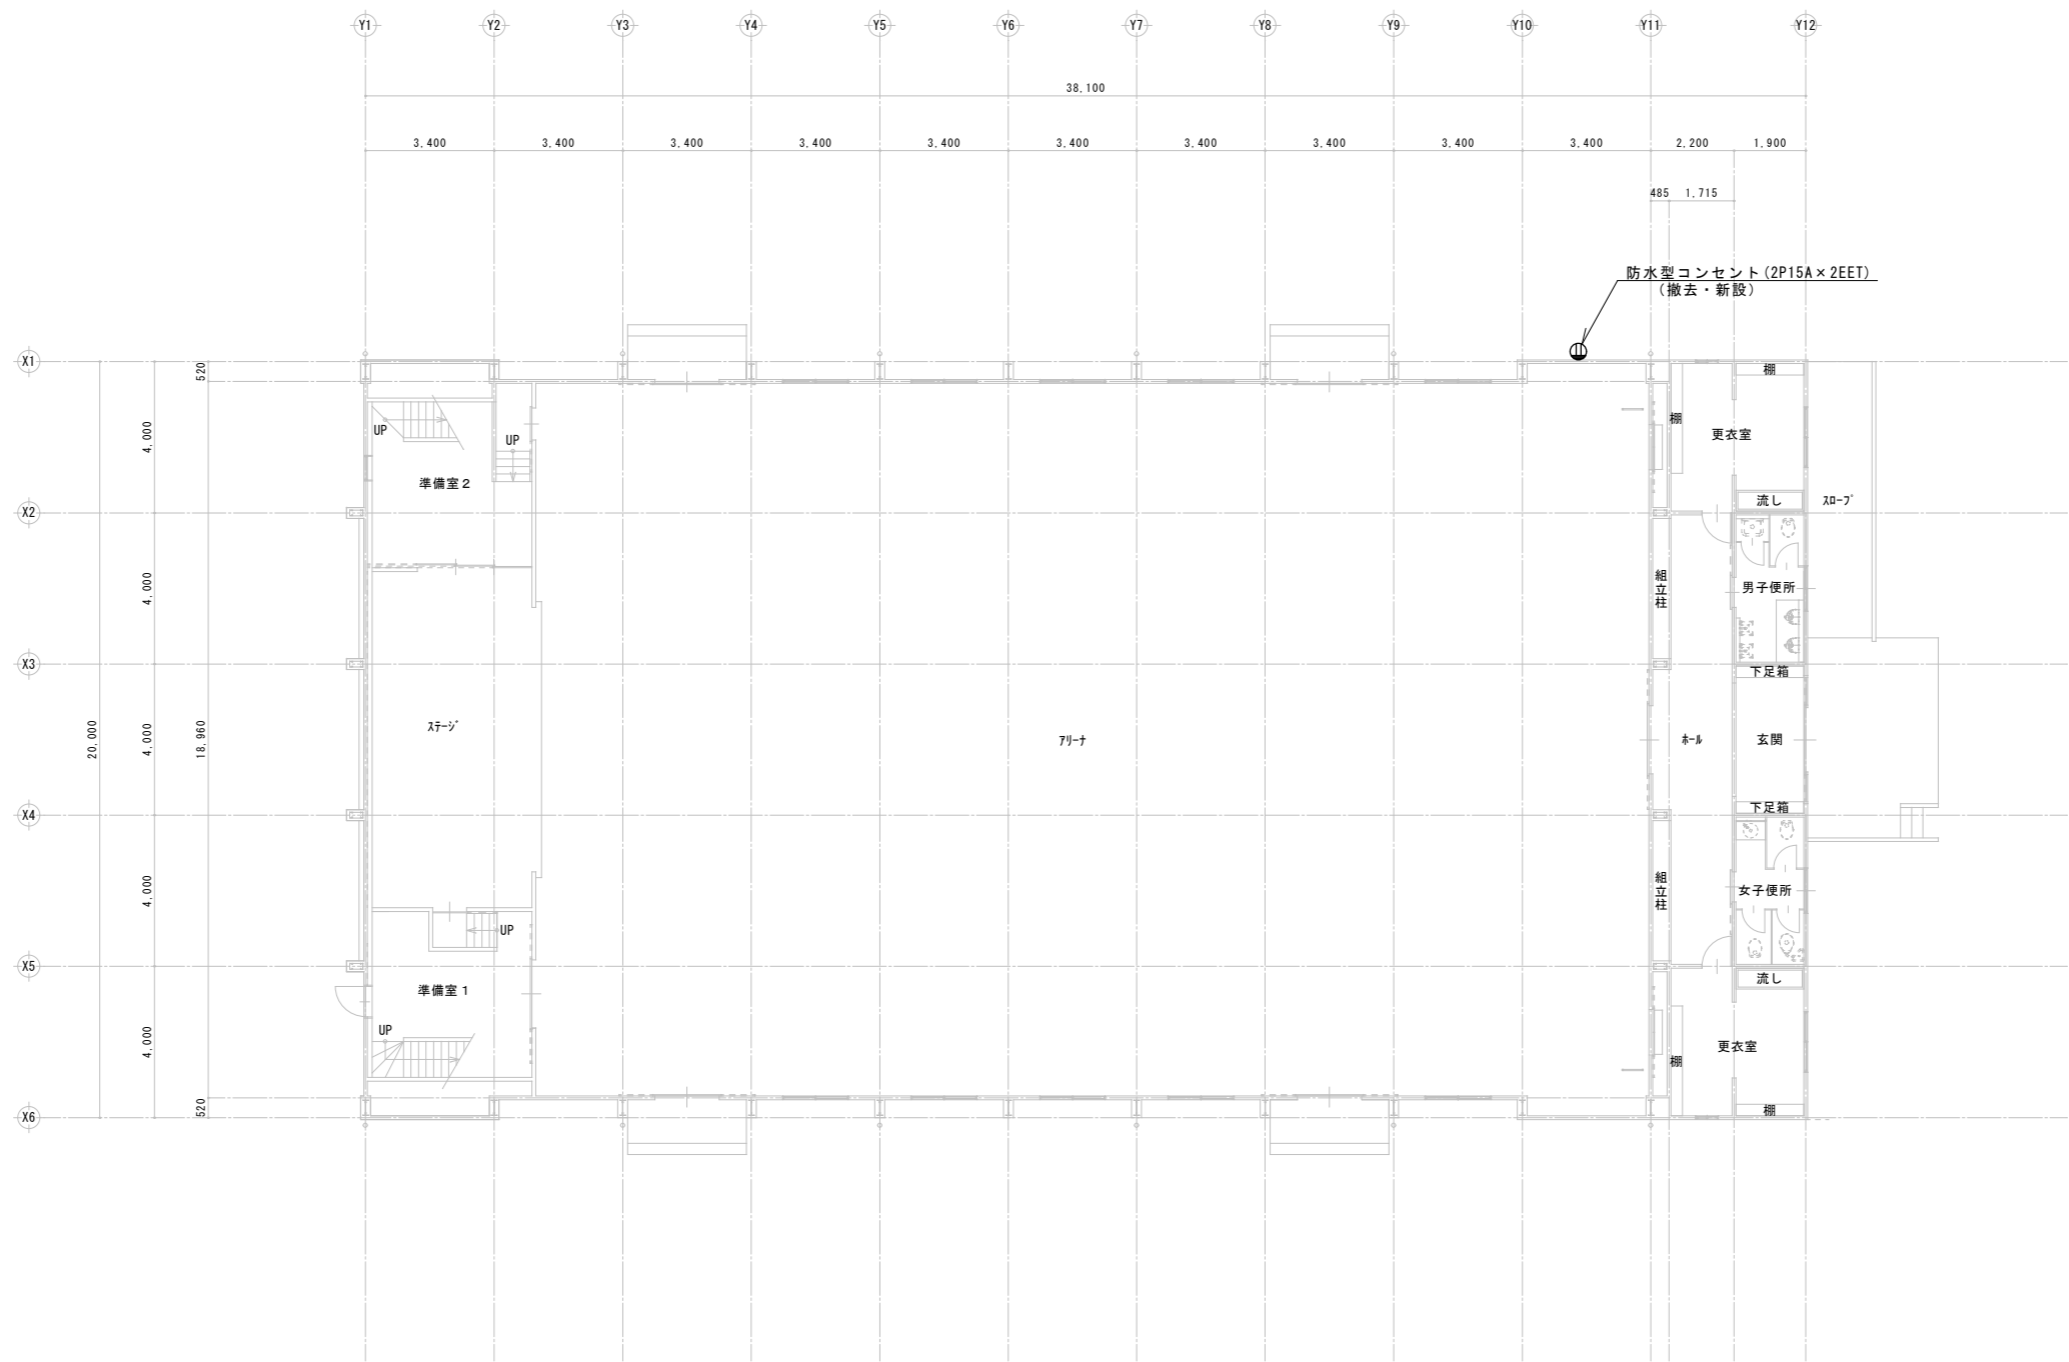 Y1 Y2 Y3 Y4 Y5 Y6 Y7 Y8 Y9 Y10 Y11 Y12
38,100
3,400 3,400 3,400 3,400 3,400 3,400 3,400 3,400 3,400 3,400 2,200 1,900
485 1,715
防水型コンセント(2P15A×2EET)
(撤去・新設)
X1
520
棚
棚
UP
UP
4,000
更衣室
準備室2
流し
スロープ
X2
4,000
組立柱
男子便所
X3
下足箱
ステージ
20,000
4,000
18,960
アリーナ
ホール
玄関
下足箱
X4
4,000
組立柱
女子便所
UP
X5
流し
準備室1
UP
4,000
更衣室
棚
520
棚
X6